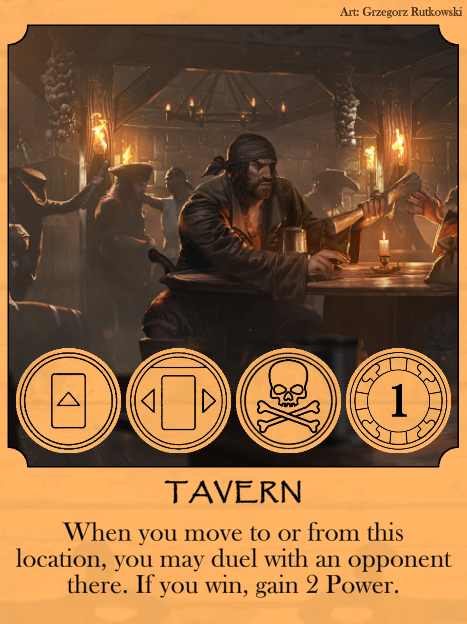 Art: Grzegorz Rutkowski
1
TAVERN
When you move to or from this
location, you may duel with an opponent
there. If you win, gain 2 Power.